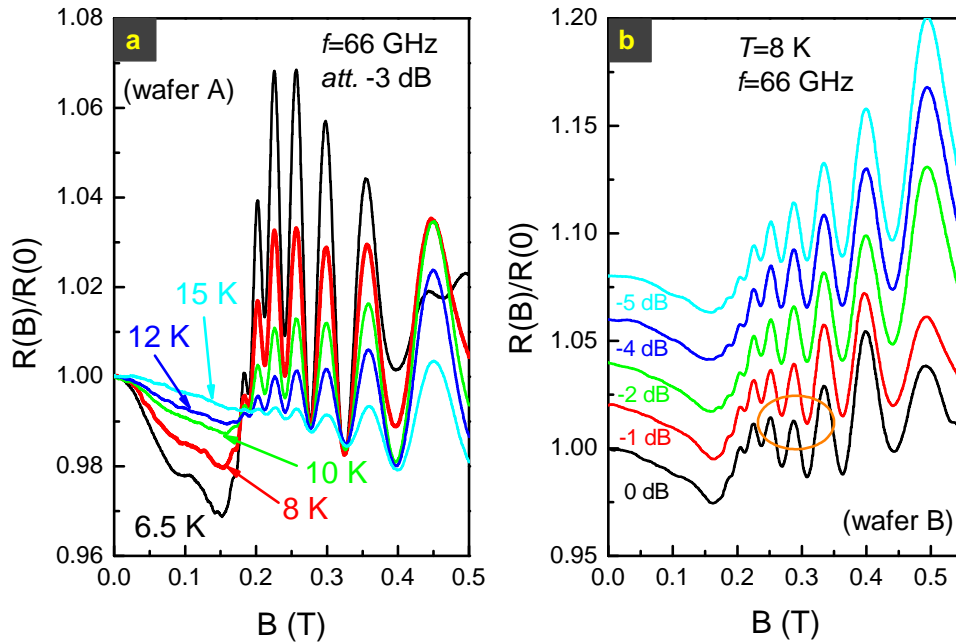 a
f=66 GHz
att. -3 dB
(wafer A)
15 K
12 K
10 K
8 K
6.5 K
1.08
1.06
1.04
1.02
1.00
0.98
0.96
R(B)/R(0)
0.0
0.1
0.2
0.3
0.4
0.5
B (T)
b
T=8 K
f=66 GHz
-5 dB
-4 dB
-2 dB
-1 dB
0 dB
(wafer B)
1.20
1.15
1.10
1.05
1.00
0.95
R(B)/R(0)
0.0
0.1
0.2
0.3
0.4
0.5
B (T)